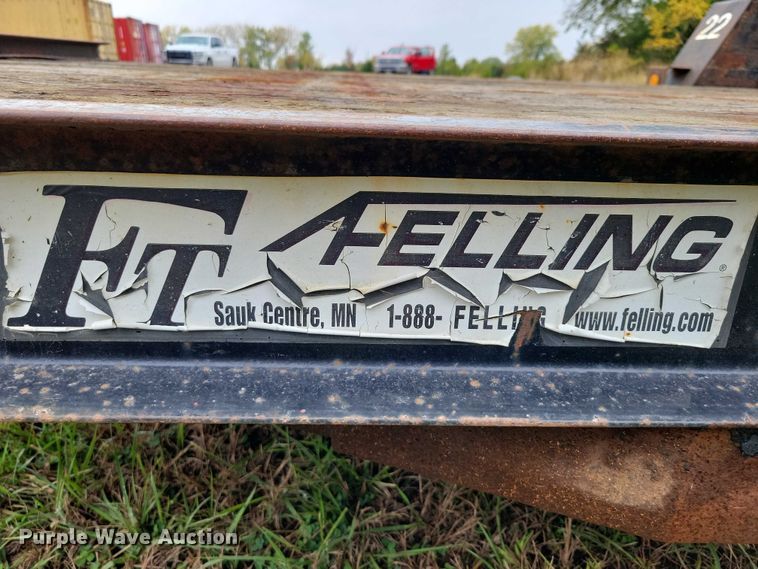 22
FT FELLING®
Sauk Centre, MN 1-888- FELLING www.felling.com
Purple Wave Auction